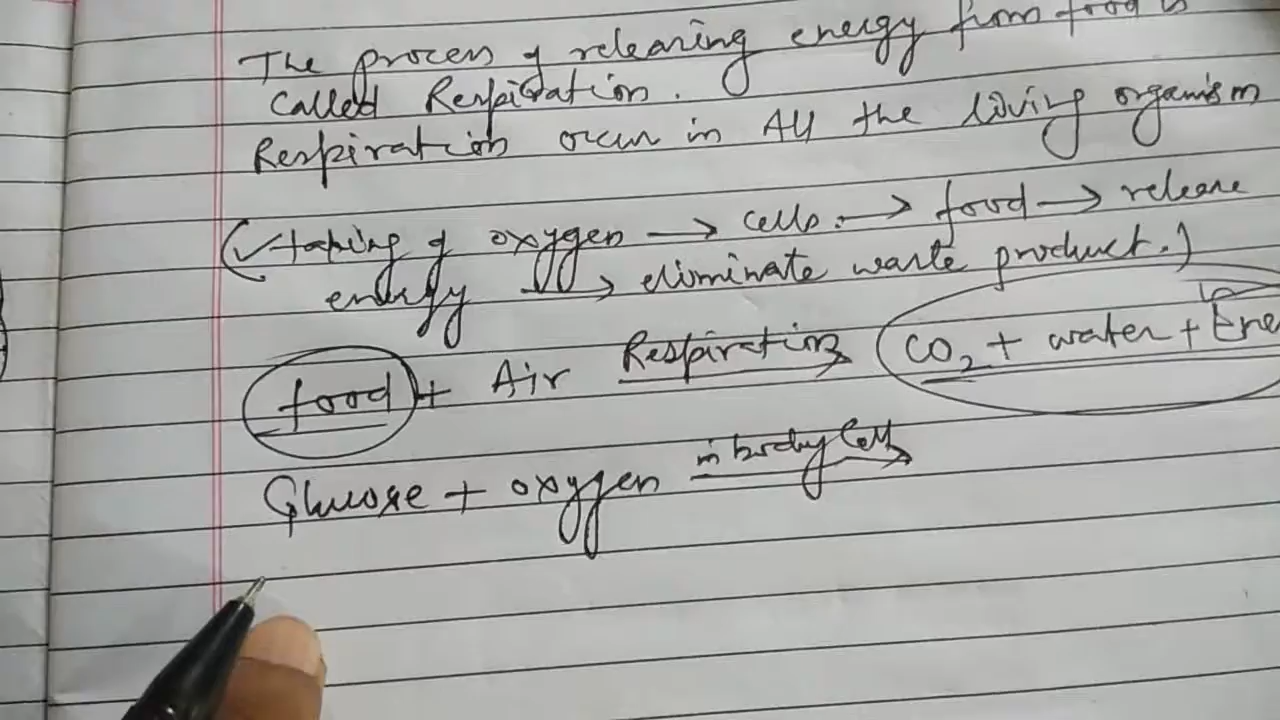 The process of releasing energy from food is
called Respiration.
Respiration occur in All the living organism
(taking of oxygen → cells. → food → release
energy → eliminate waste product.)
food + Air Respiration → CO₂ + water + Ene
Glucose + oxygen in body Cell →